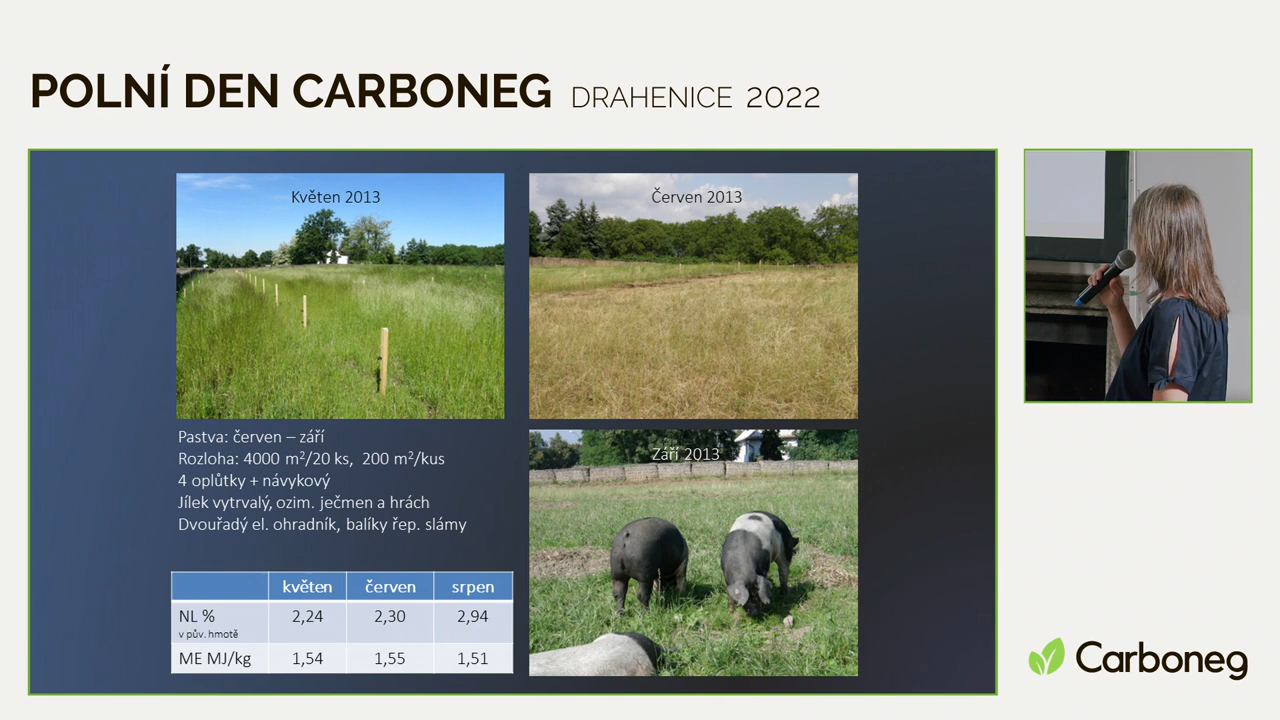 POLNÍ DEN CARBONEG DRAHENICE 2022
Květen 2013
Červen 2013
Pastva: červen – září
Rozloha: 4000 m²/20 ks, 200 m²/kus
4 oplůtky + návykový
Jílek vytrvalý, ozim. ječmen a hrách
Dvouřadý el. ohradník, balíky řep. slámy
Září 2013
květen červen srpen
NL % 2,24 2,30 2,94
v pův. hmotě
ME MJ/kg 1,54 1,55 1,51
Carboneg